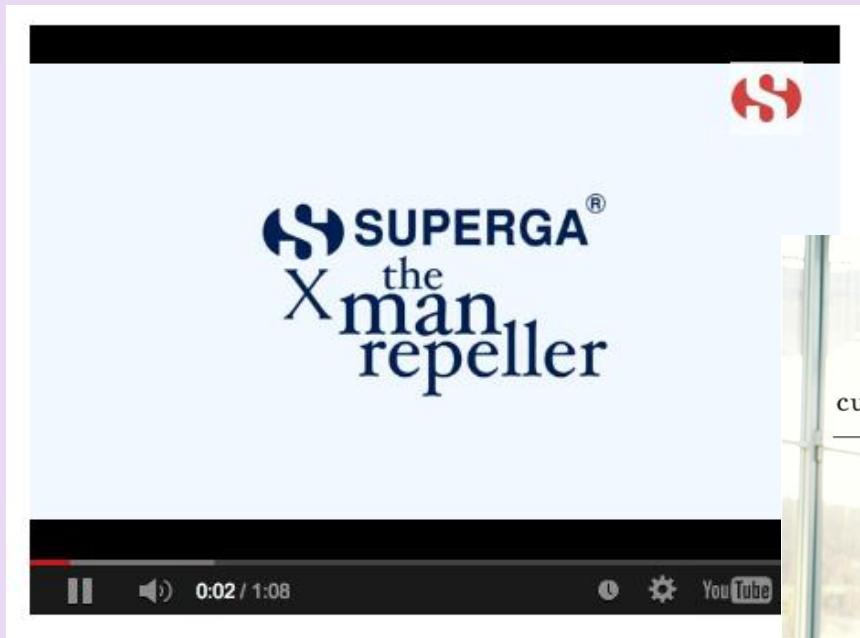 SUPERGA®
X the
man
repeller
cu
0:02 / 1:08
YouTube